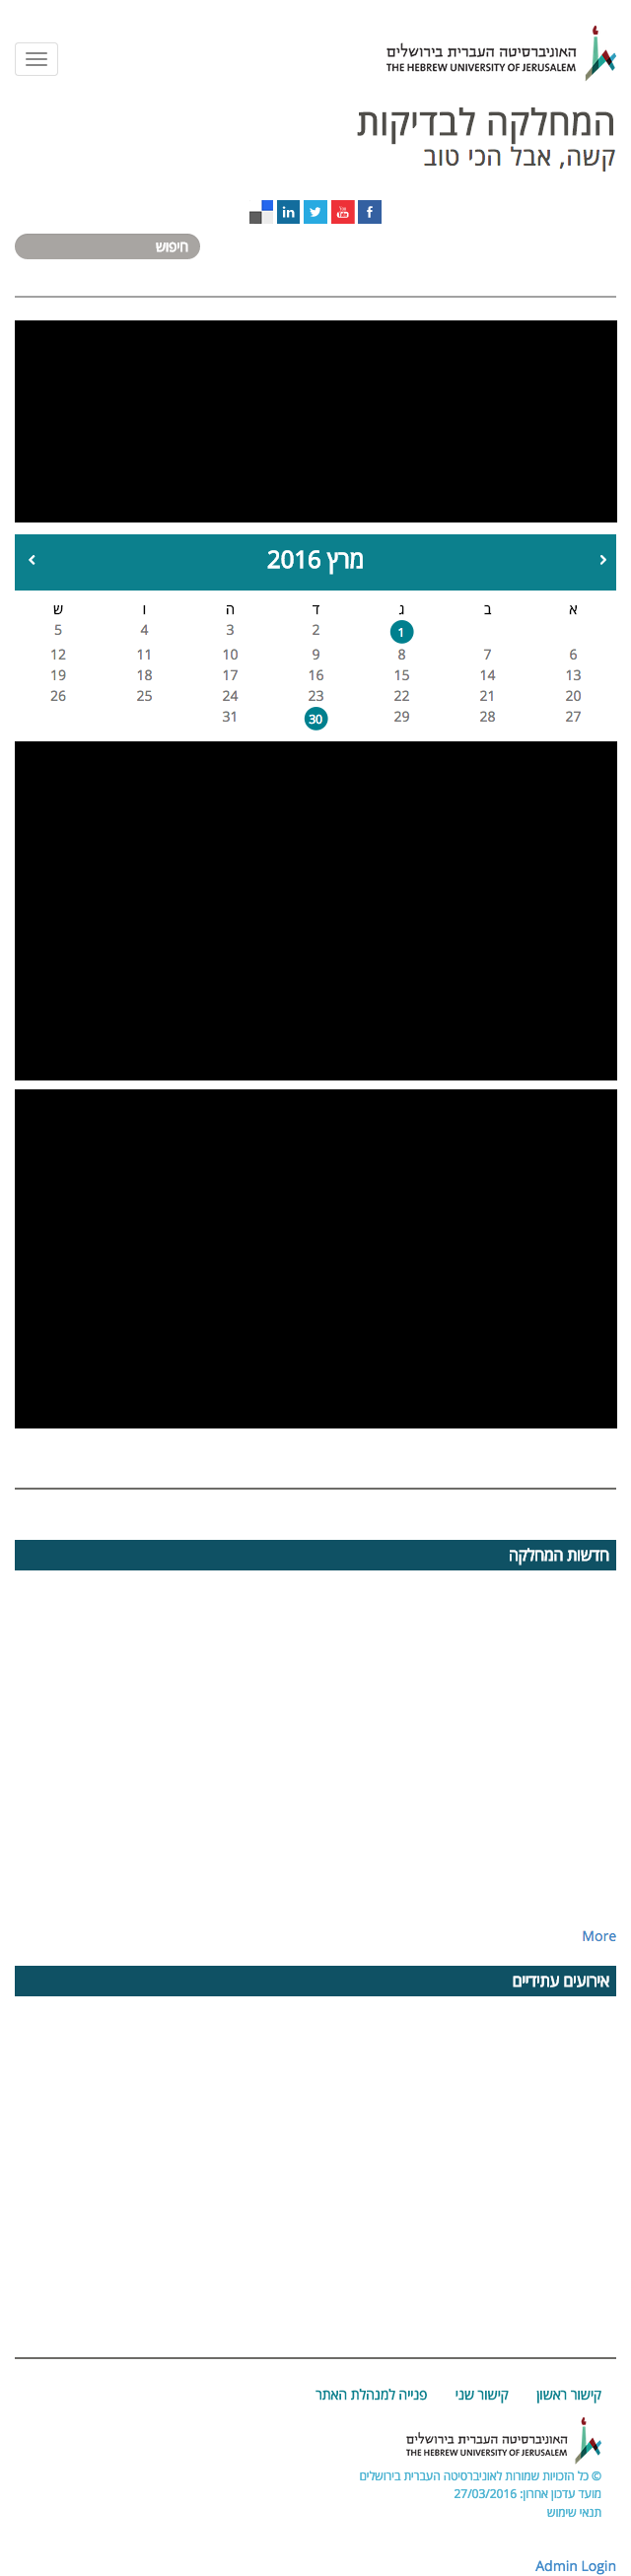 האוניברסיטה העברית בירושלים
THE HEBREW UNIVERSITY OF JERUSALEM
המחלקה לבדיקות
קשה, אבל הכי טוב
חיפוש
מרץ 2016
א ב ג ד ה ו ש
1 2 3 4 5
6 7 8 9 10 11 12
13 14 15 16 17 18 19
20 21 22 23 24 25 26
27 28 29 30 31
חדשות המחלקה
More
אירועים עתידיים
קישור ראשון קישור שני פנייה למנהלת האתר
האוניברסיטה העברית בירושלים
THE HEBREW UNIVERSITY OF JERUSALEM
© כל הזכויות שמורות לאוניברסיטה העברית בירושלים
מועד עדכון אחרון: 27/03/2016
תנאי שימוש
Admin Login